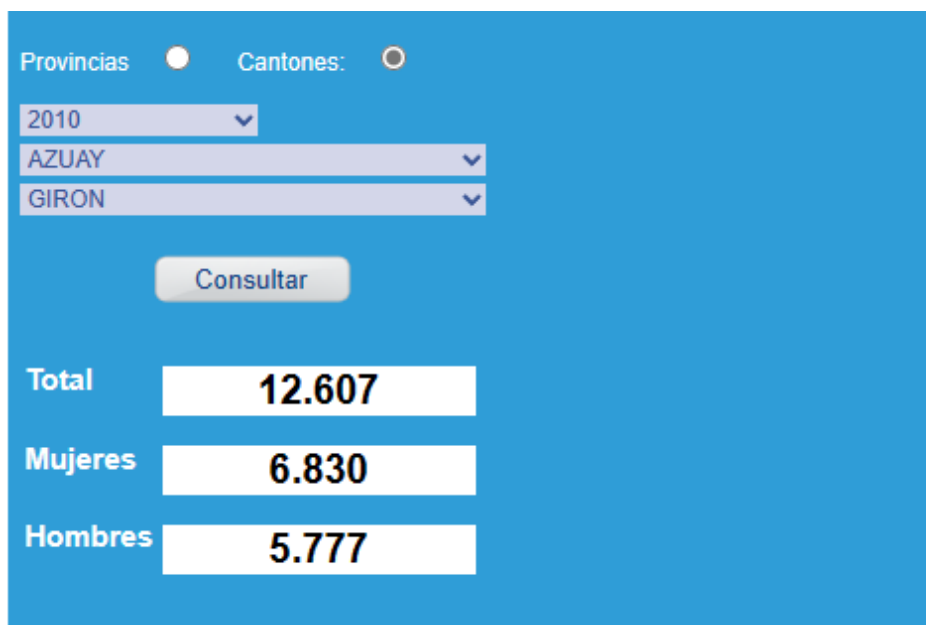 Provincias Cantones:
2010
AZUAY
GIRON
Consultar
Total 12.607
Mujeres 6.830
Hombres 5.777